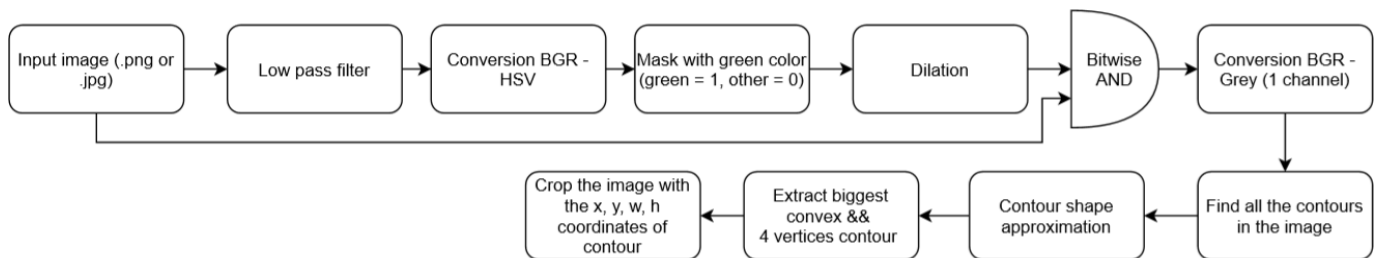 Input image (.png or
.jpg)
Low pass filter
Conversion BGR -
HSV
Mask with green color
(green = 1, other = 0)
Dilation
Bitwise
AND
Conversion BGR -
Grey (1 channel)
Crop the image with
the x, y, w, h
coordinates of
contour
Extract biggest
convex &&
4 vertices contour
Contour shape
approximation
Find all the contours
in the image